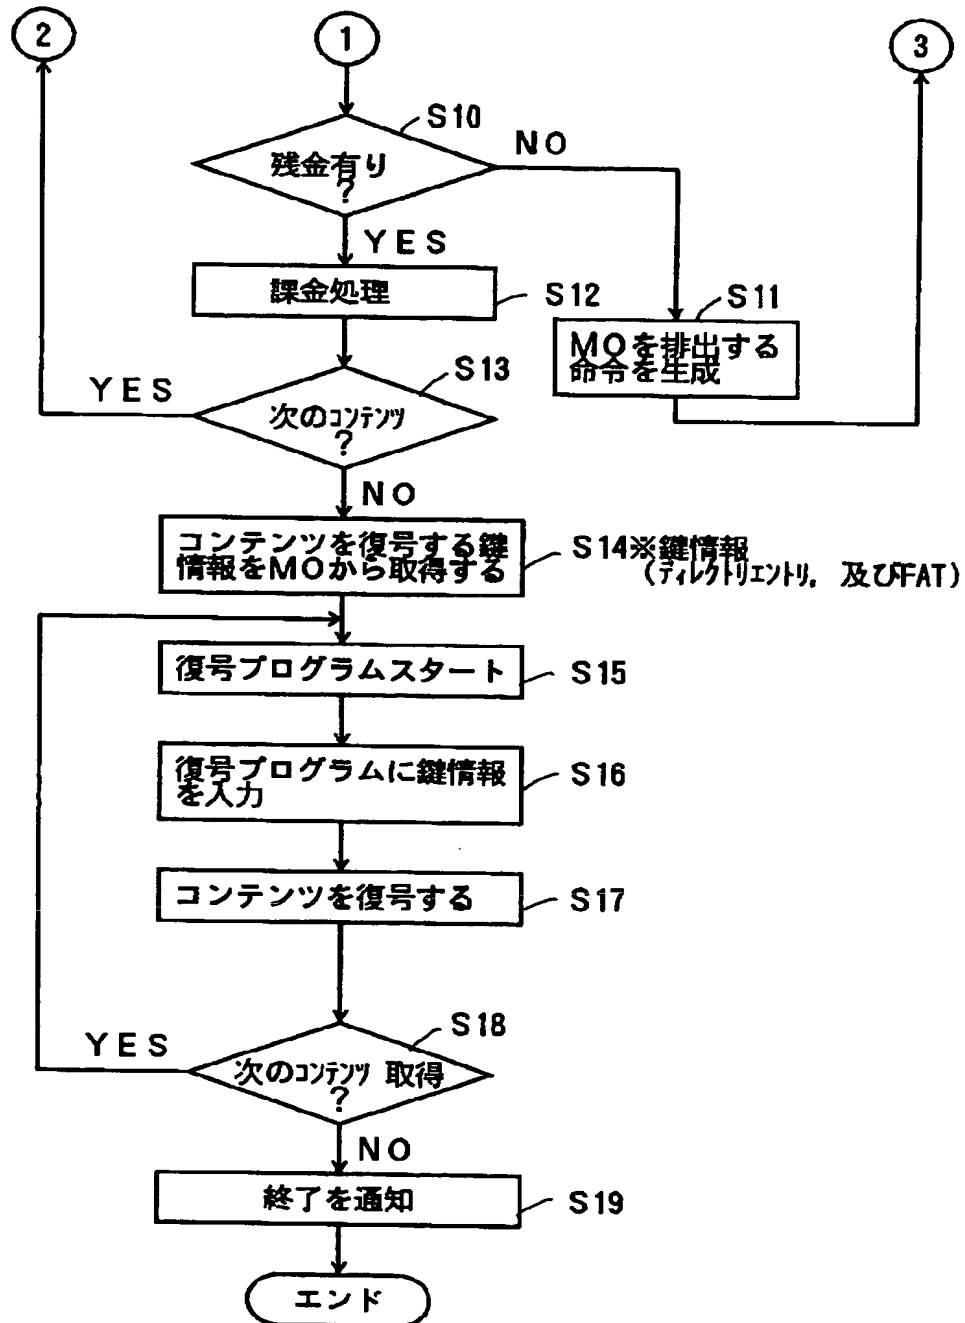 2
1
3
S10
残金有り
?
NO
YES
課金処理
S12
S11
MOを排出する
命令を生成
YES
S13
次のコンテンツ
?
NO
コンテンツを復号する鍵
情報をMOから取得する
S14※鍵情報
(ディレクトリエントリ. 及びFAT)
復号プログラムスタート
S15
復号プログラムに鍵情報
を入力
S16
コンテンツを復号する
S17
YES
S18
次のコンテンツ 取得
?
NO
終了を通知
S19
エンド